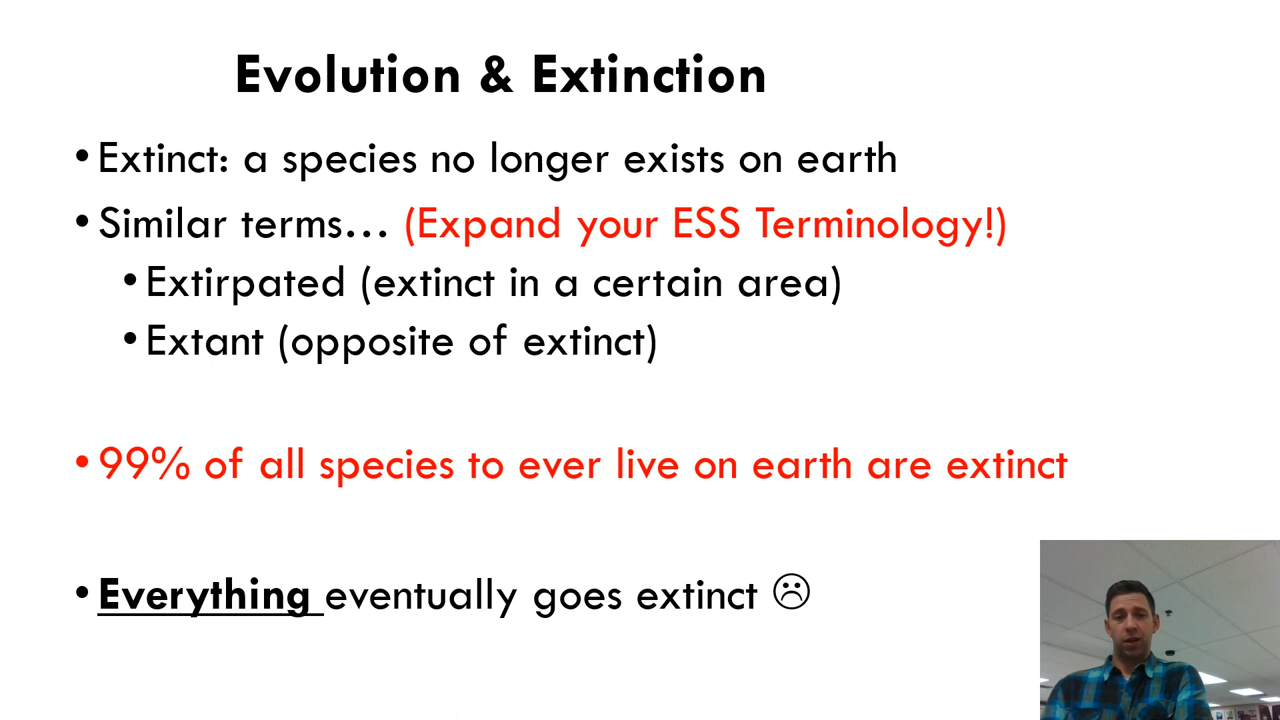 Evolution & Extinction
• Extinct: a species no longer exists on earth
• Similar terms… (Expand your ESS Terminology!)
• Extirpated (extinct in a certain area)
• Extant (opposite of extinct)
• 99% of all species to ever live on earth are extinct
• Everything eventually goes extinct ☹